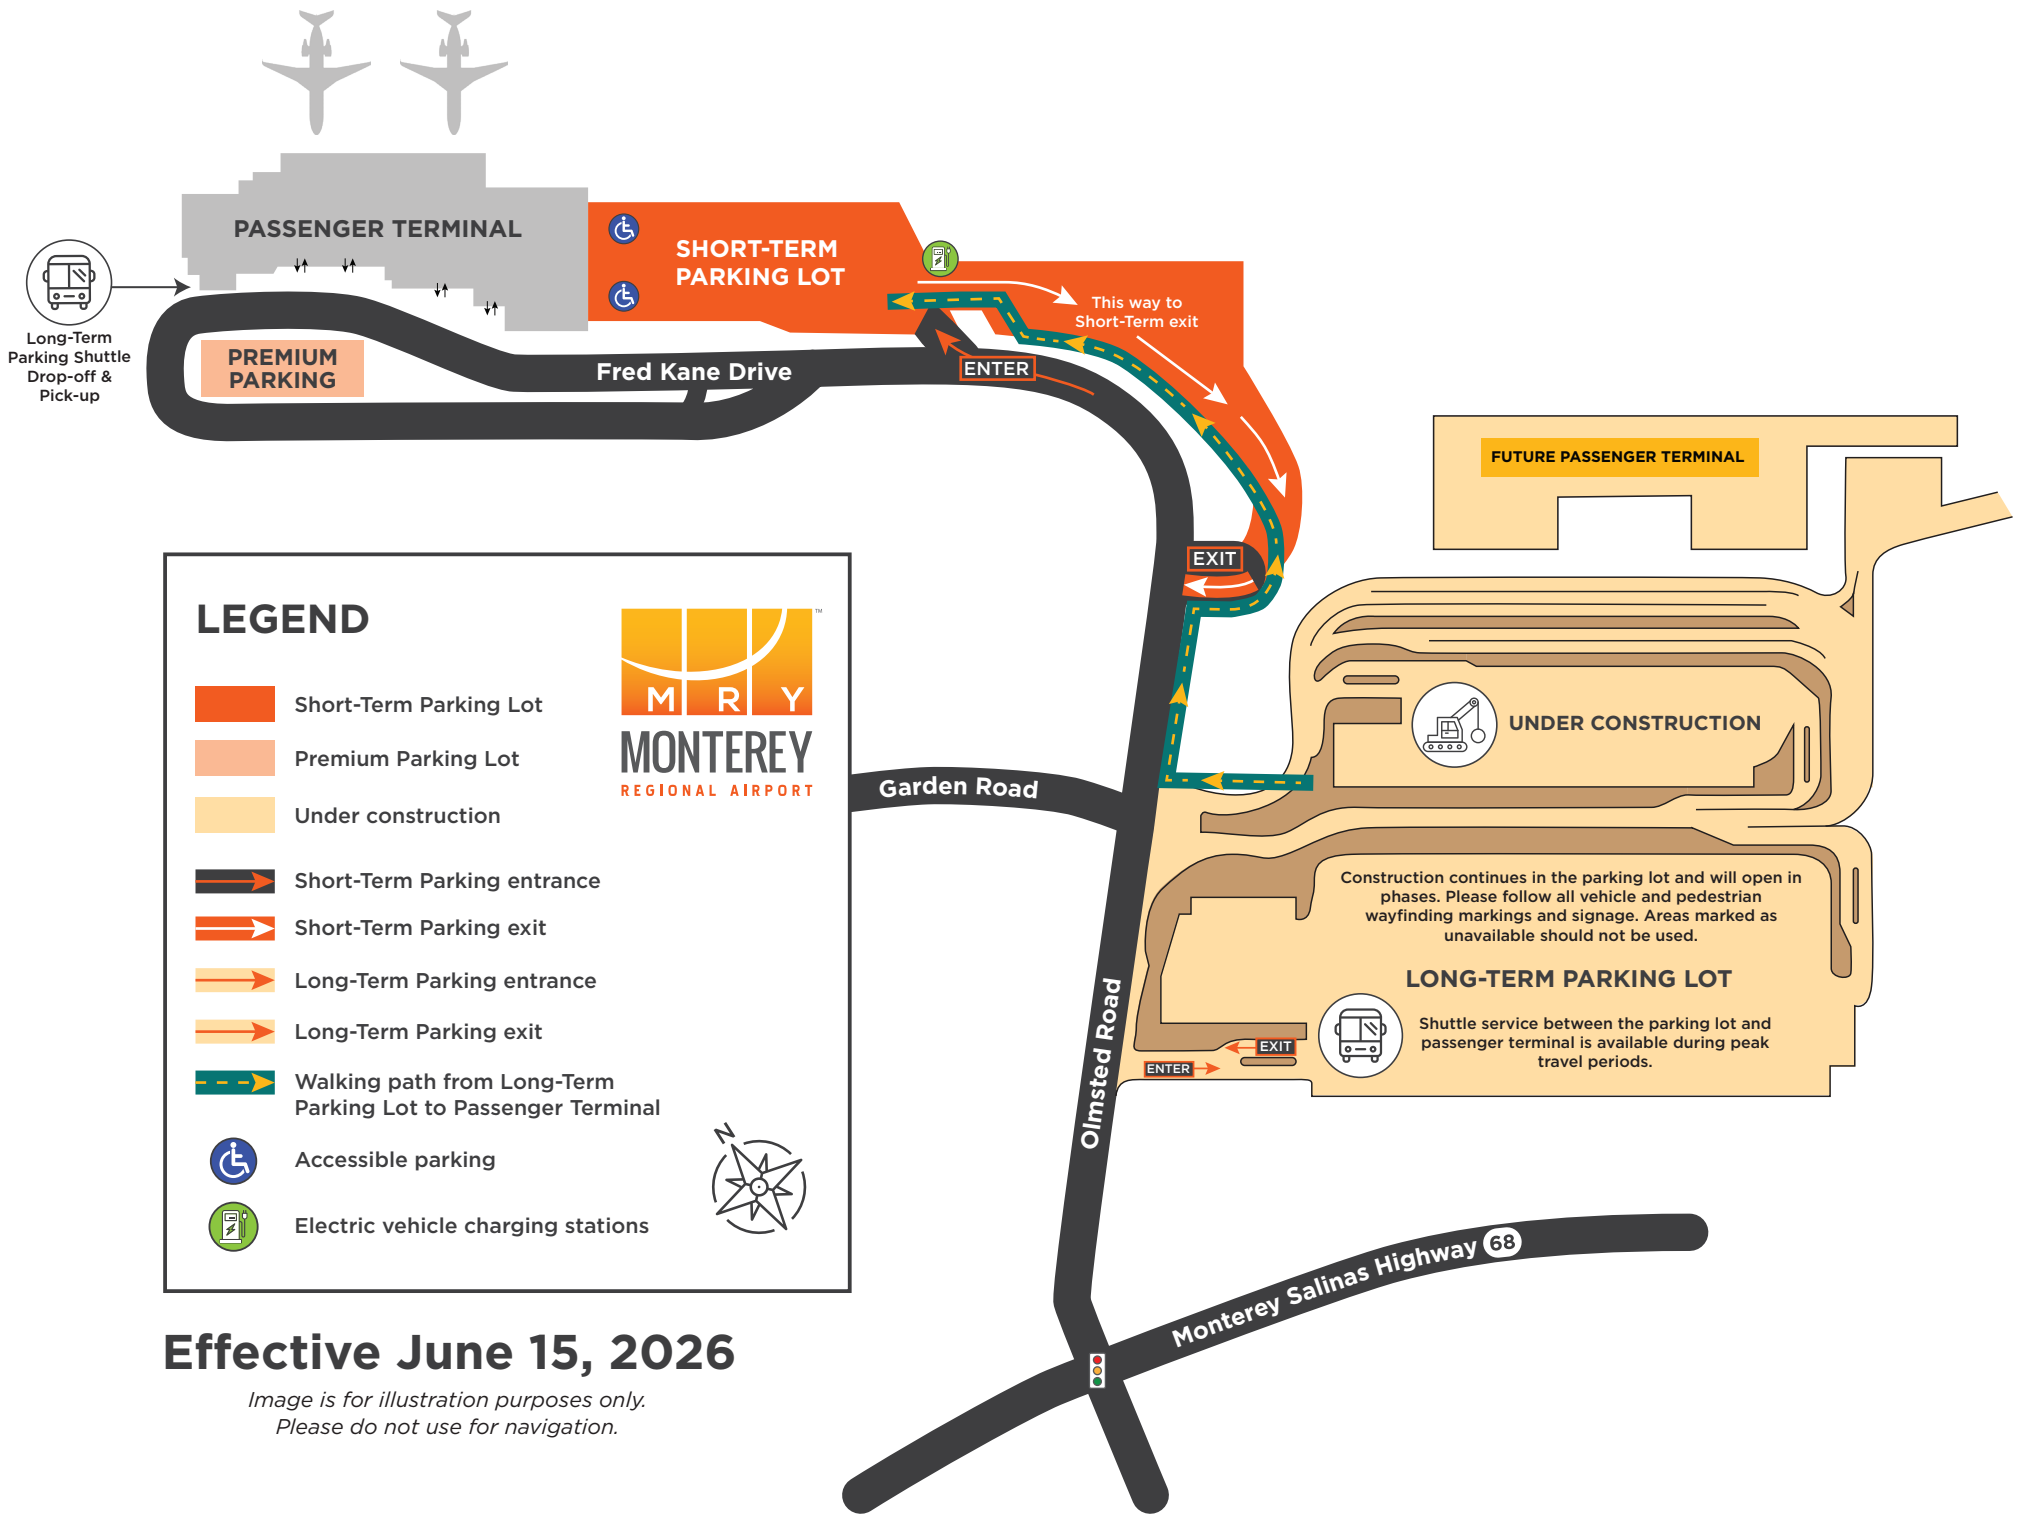 PASSENGER TERMINAL
SHORT-TERM
PARKING LOT
This way to
Short-Term exit
Long-Term
Parking Shuttle
Drop-off &
Pick-up
PREMIUM
PARKING
Fred Kane Drive
ENTER
FUTURE PASSENGER TERMINAL
EXIT
LEGEND
Short-Term Parking Lot
Premium Parking Lot
Under construction
Short-Term Parking entrance
Short-Term Parking exit
Long-Term Parking entrance
Long-Term Parking exit
Walking path from Long-Term
Parking Lot to Passenger Terminal
Accessible parking
Electric vehicle charging stations
M R Y
TM
MONTEREY
REGIONAL AIRPORT
N
Garden Road
UNDER CONSTRUCTION
Construction continues in the parking lot and will open in
phases. Please follow all vehicle and pedestrian
wayfinding markings and signage. Areas marked as
unavailable should not be used.
LONG-TERM PARKING LOT
Shuttle service between the parking lot and
passenger terminal is available during peak
travel periods.
EXIT
ENTER
Olmsted Road
Monterey Salinas Highway 68
Effective June 15, 2026
Image is for illustration purposes only.
Please do not use for navigation.